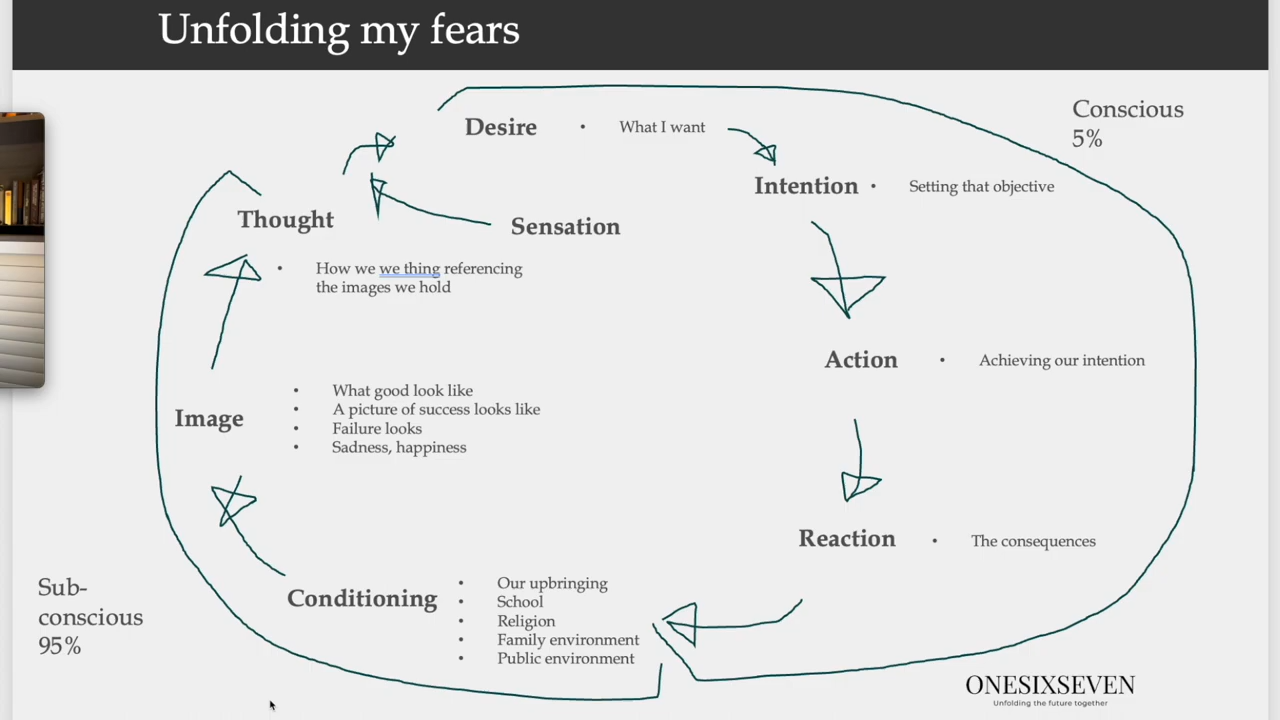 Unfolding my fears
Conscious
5%
Desire • What I want
Intention • Setting that objective
Thought
Sensation
• How we we thing referencing
the images we hold
Action • Achieving our intention
Image
• What good look like
• A picture of success looks like
• Failure looks
• Sadness, happiness
Reaction • The consequences
Conditioning
• Our upbringing
• School
• Religion
• Family environment
• Public environment
Sub-
conscious
95%
ONESIXSEVEN
Unfolding the future together